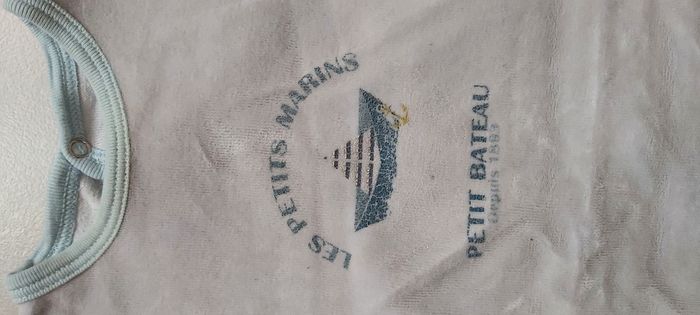 LES PETITS MARINS
PETIT BATEAU
depuis 1893